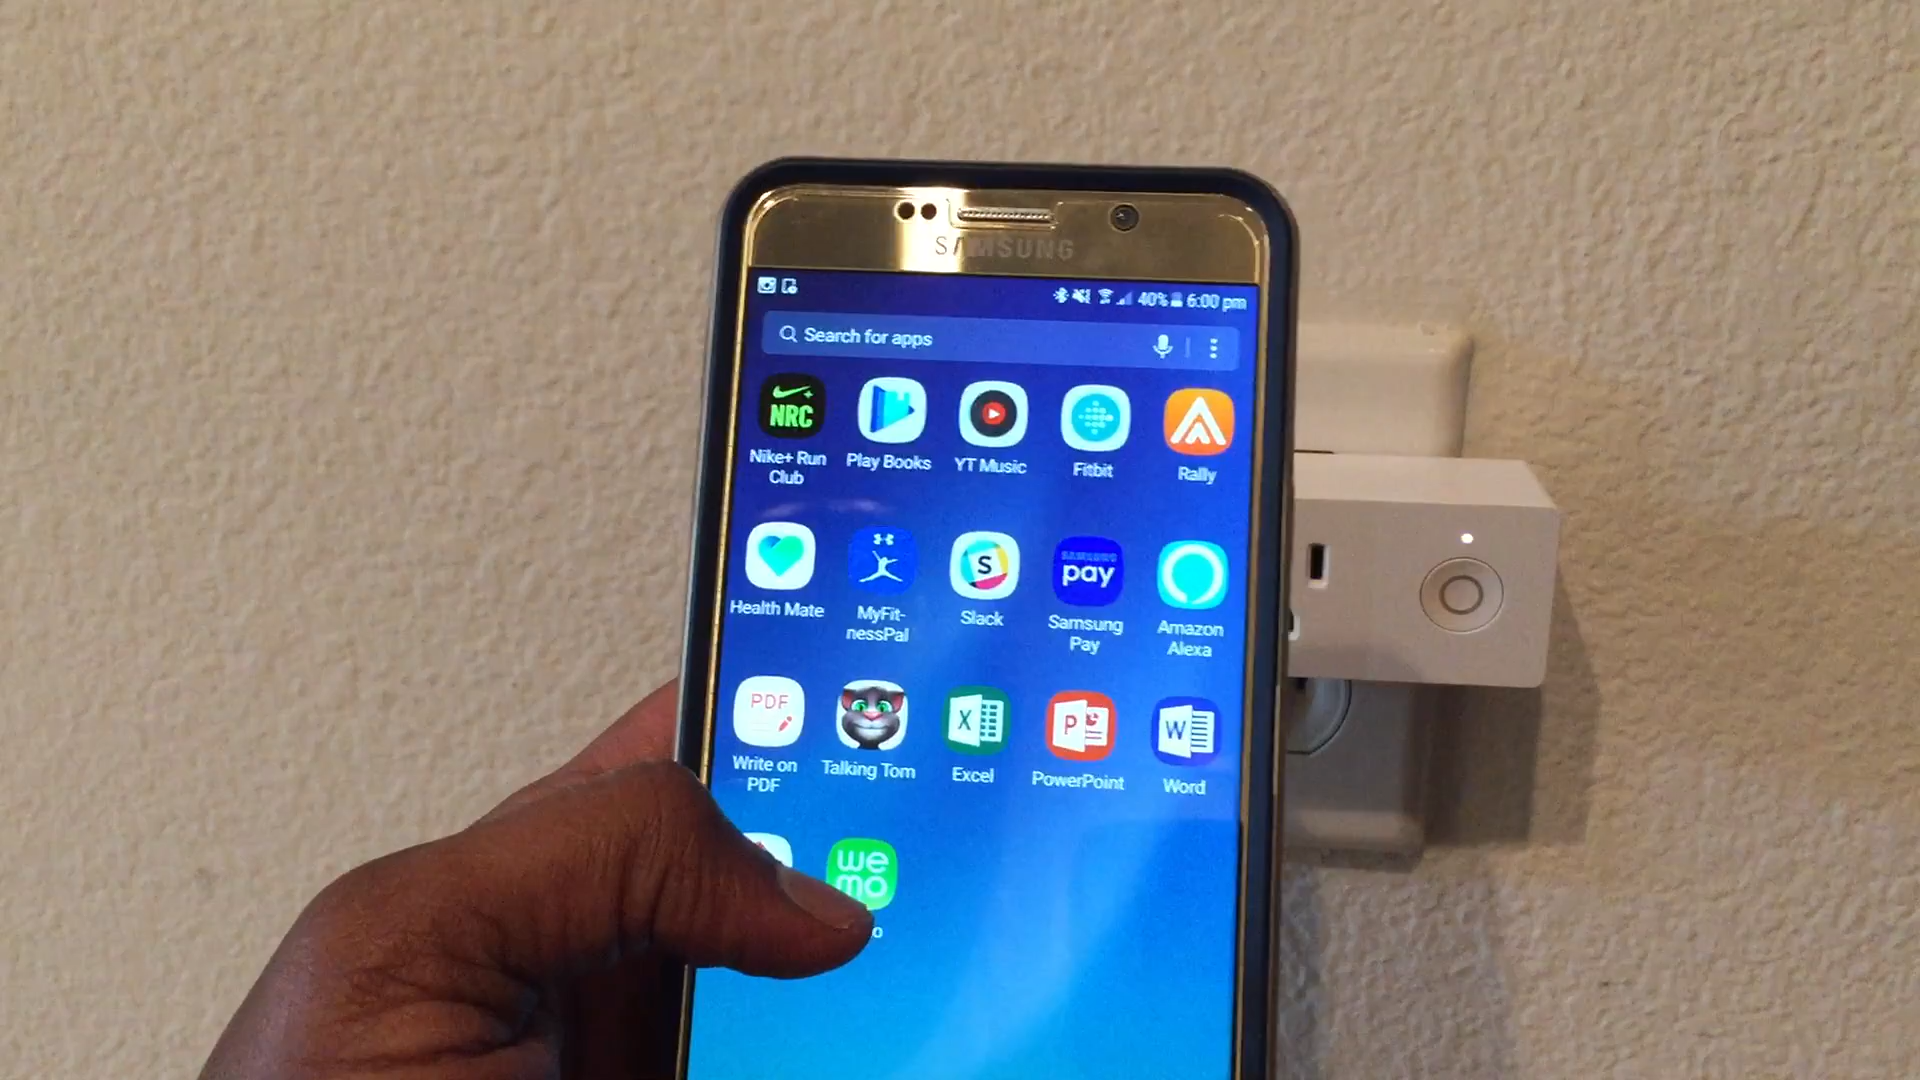 SAMSUNG
40% 6:00 pm
Search for apps
NRC
Nike+ Run
Club
Play Books
YT Music
Fitbit
Rally
Health Mate
MyFit-
nessPal
S
Slack
SAMSUNG
pay
Samsung
Pay
Amazon
Alexa
PDF
Write on
PDF
Talking Tom
X
Excel
P
PowerPoint
W
Word
we
mo
o